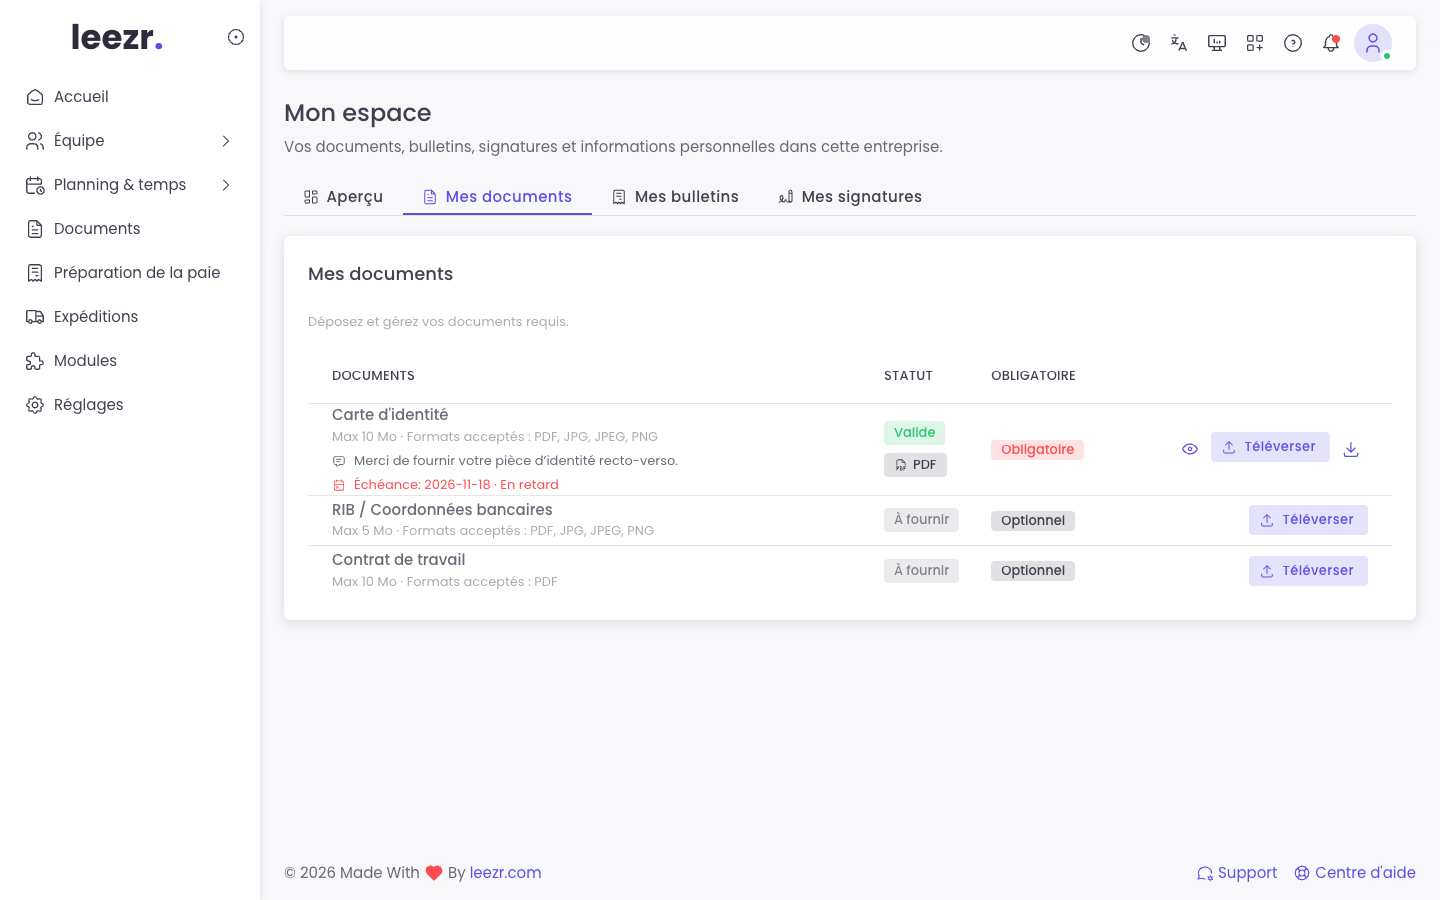 leezr.
Accueil
Équipe
Planning & temps
Documents
Préparation de la paie
Expéditions
Modules
Réglages
Mon espace
Vos documents, bulletins, signatures et informations personnelles dans cette entreprise.
Aperçu
Mes documents
Mes bulletins
Mes signatures
Mes documents
Déposez et gérez vos documents requis.
DOCUMENTS
STATUT
OBLIGATOIRE
Carte d'identité
Max 10 Mo · Formats acceptés : PDF, JPG, JPEG, PNG
Merci de fournir votre pièce d’identité recto-verso.
Échéance: 2026-11-18 · En retard
Valide
PDF
Obligatoire
Téléverser
RIB / Coordonnées bancaires
Max 5 Mo · Formats acceptés : PDF, JPG, JPEG, PNG
À fournir
Optionnel
Téléverser
Contrat de travail
Max 10 Mo · Formats acceptés : PDF
À fournir
Optionnel
Téléverser
© 2026 Made With By leezr.com
Support
Centre d'aide